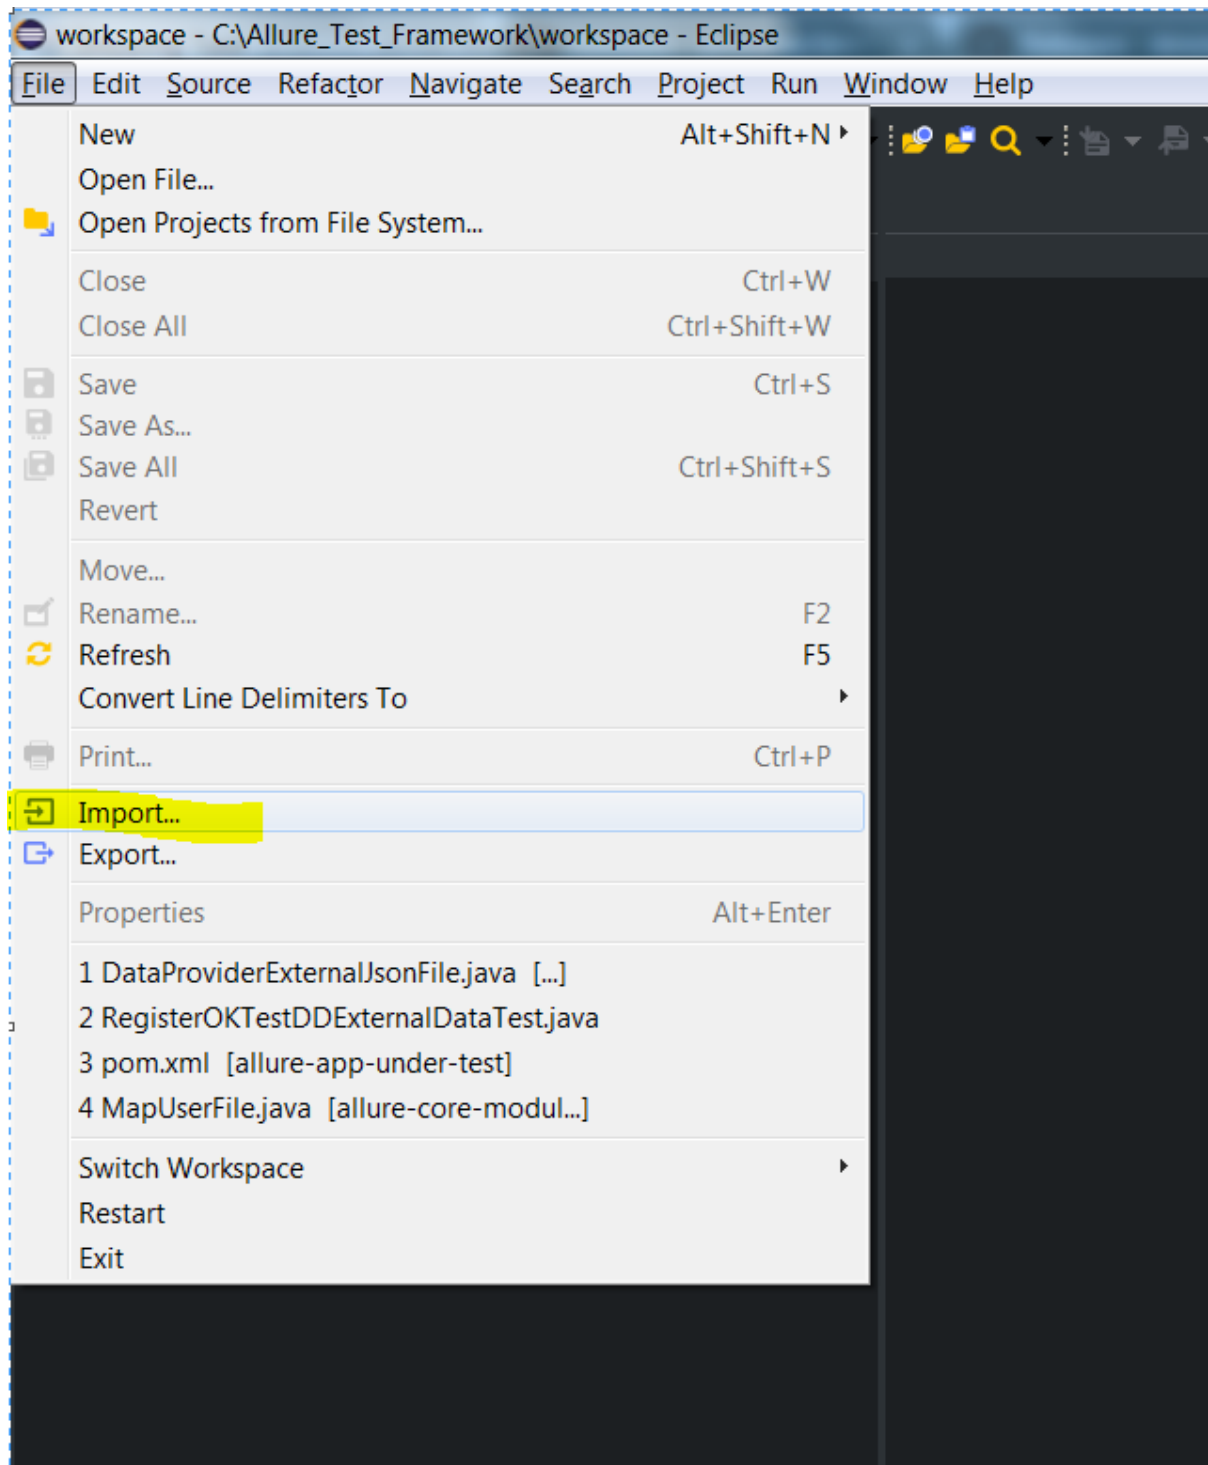 workspace - C:\Allure_Test_Framework\workspace - Eclipse
File Edit Source Refactor Navigate Search Project Run Window Help
New Alt+Shift+N
Open File...
Open Projects from File System...
Close Ctrl+W
Close All Ctrl+Shift+W
Save Ctrl+S
Save As...
Save All Ctrl+Shift+S
Revert
Move...
Rename... F2
Refresh F5
Convert Line Delimiters To
Print... Ctrl+P
Import...
Export...
Properties Alt+Enter
1 DataProviderExternalJsonFile.java [...]
2 RegisterOKTestDDExternalDataTest.java
3 pom.xml [allure-app-under-test]
4 MapUserFile.java [allure-core-modul...]
Switch Workspace
Restart
Exit